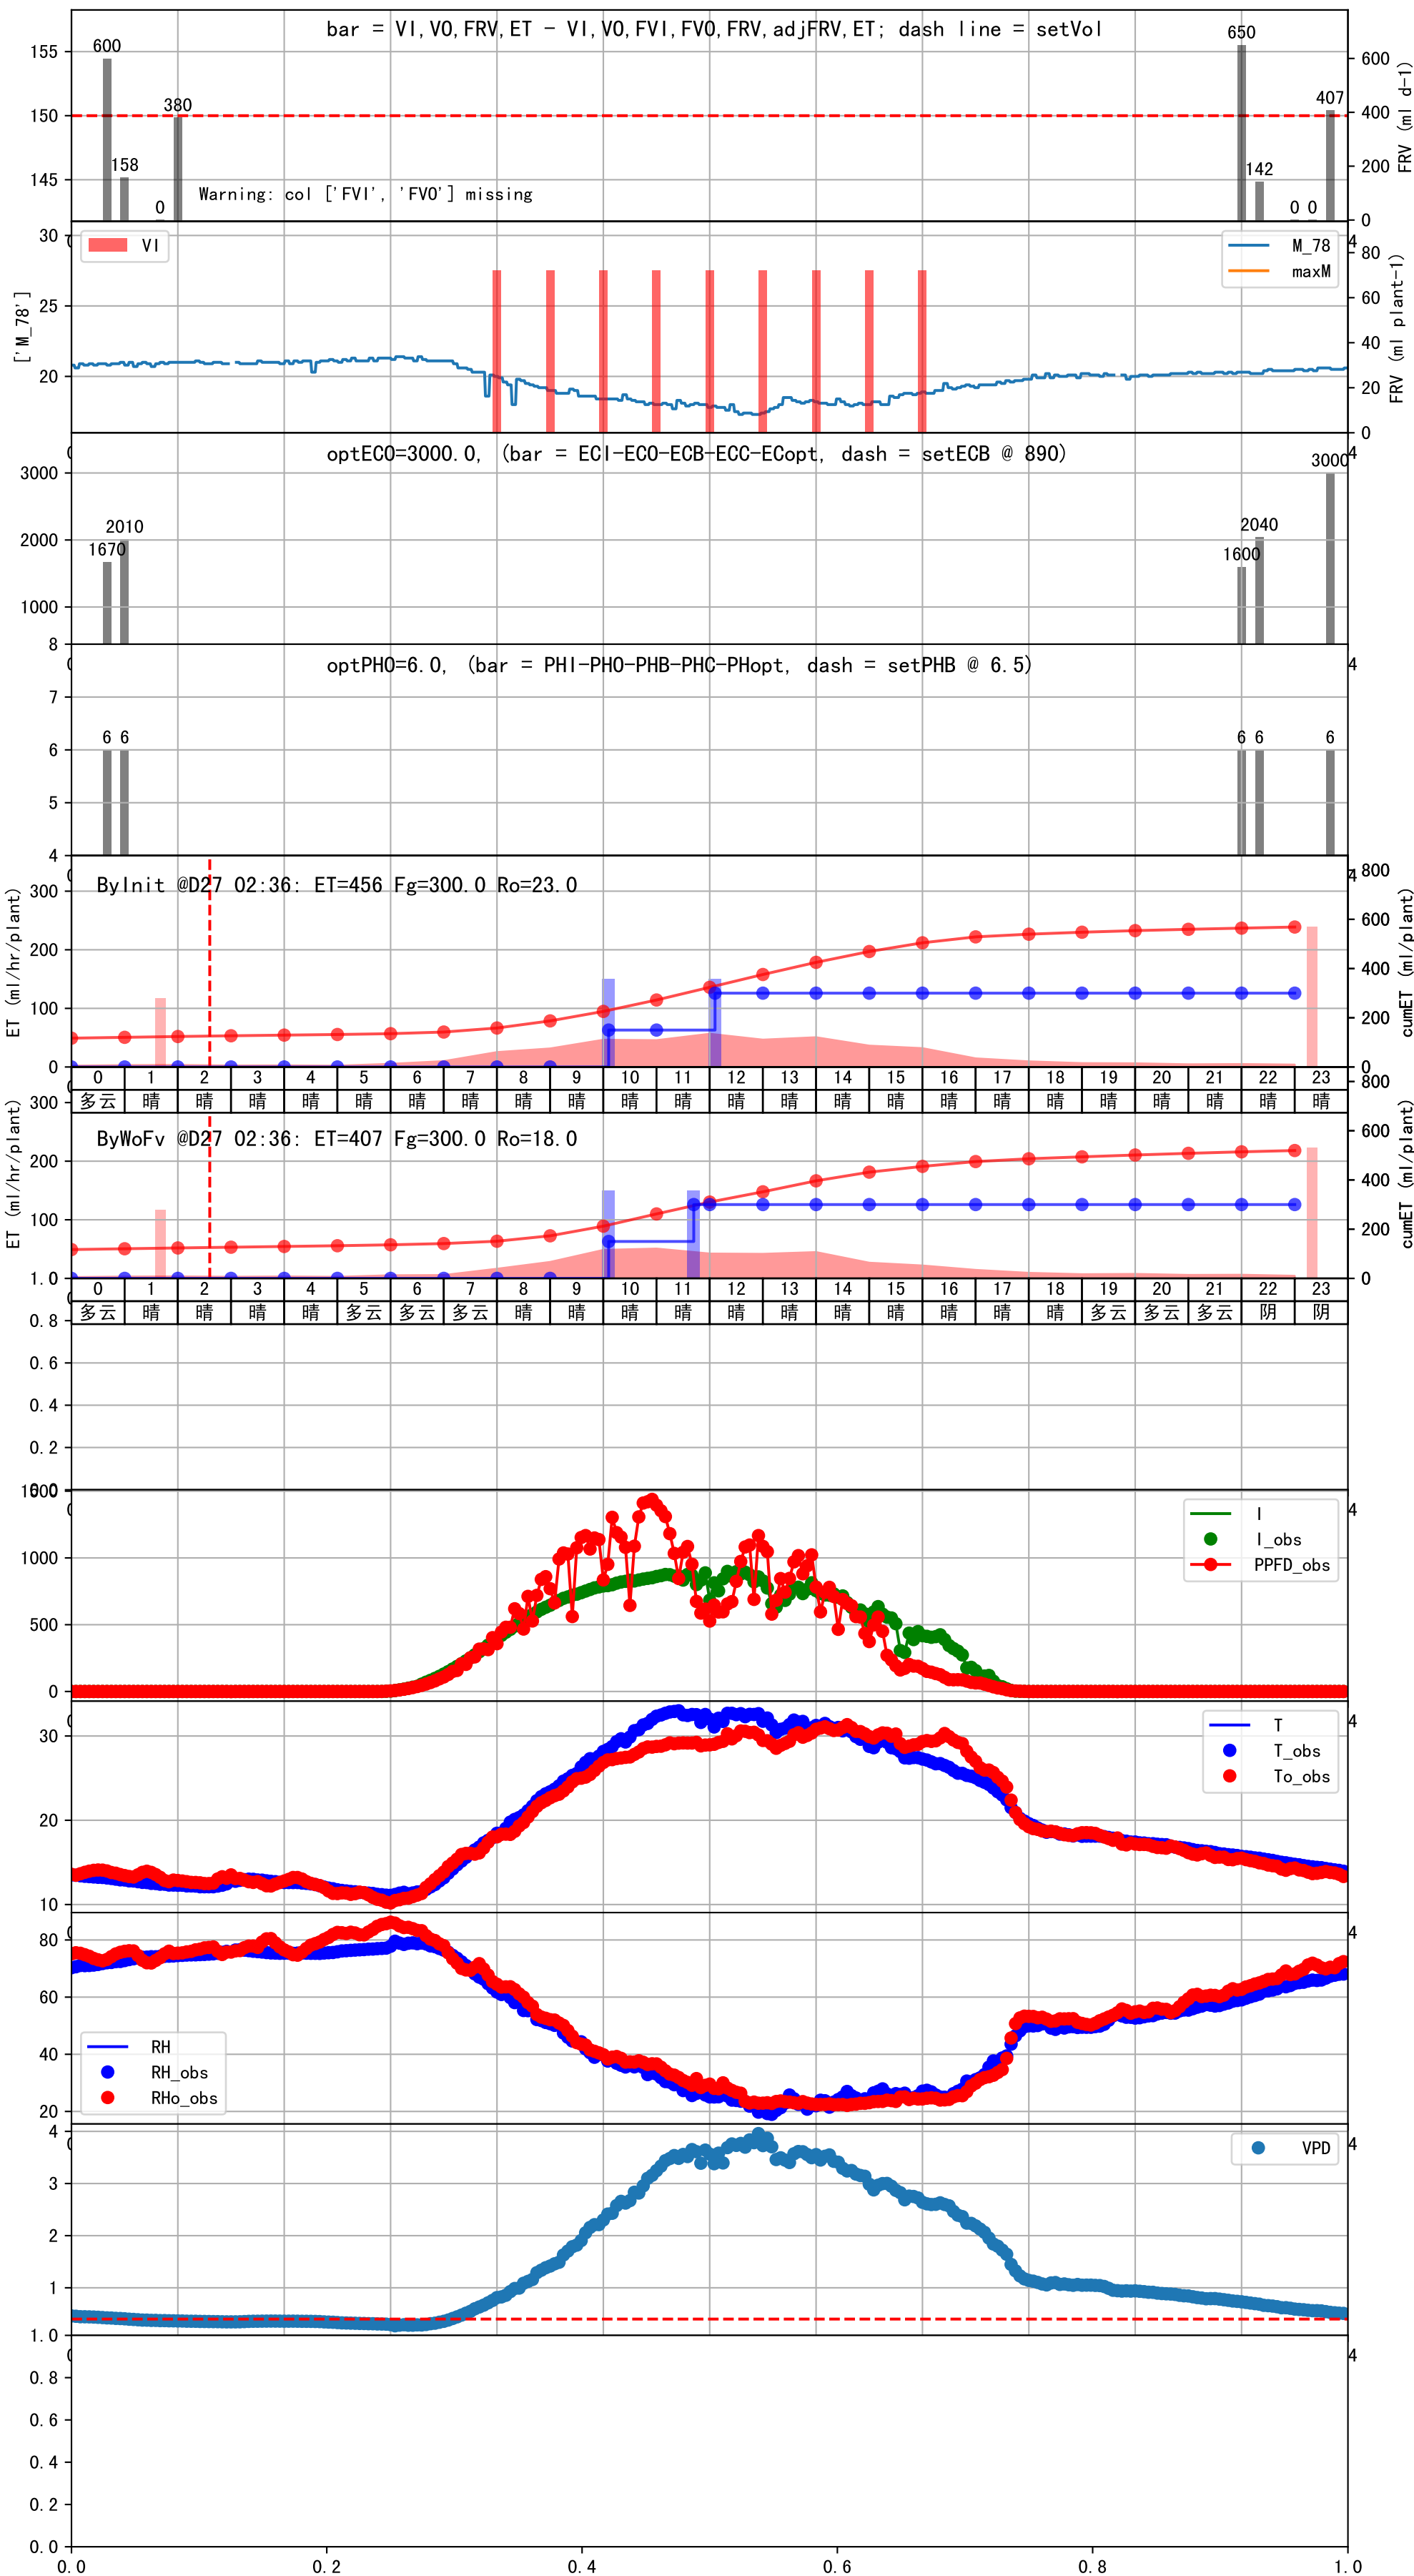 bar = VI,VO,FRV,ET - VI,VO,FVI,FVO,FRV,adjFRV,ET; dash line = setVol
155
150
145
600
158
0
380
650
142
0
0
407
Warning: col ['FVI', 'FVO'] missing
600
400
200
0
FRV (ml d-1)
30
25
20
['M_78']
VI
M_78
maxM
80
60
40
20
0
FRV (ml plant-1)
optECO=3000.0, (bar = ECI-ECO-ECB-ECC-ECopt, dash = setECB @ 890)
3000
2000
1000
1670
2010
1600
2040
3000
optPHO=6.0, (bar = PHI-PHO-PHB-PHC-PHopt, dash = setPHB @ 6.5)
8
7
6
5
4
6
6
6
6
6
ByInit @D27 02:36: ET=456 Fg=300.0 Ro=23.0
300
200
100
0
ET (ml/hr/plant)
800
600
400
200
0
cumET (ml/plant)
0 1 2 3 4 5 6 7 8 9 10 11 12 13 14 15 16 17 18 19 20 21 22 23
多云 晴 晴 晴 晴 晴 晴 晴 晴 晴 晴 晴 晴 晴 晴 晴 晴 晴 晴 晴 晴 晴 晴 晴
ByWoFv @D27 02:36: ET=407 Fg=300.0 Ro=18.0
300
200
100
ET (ml/hr/plant)
800
600
400
200
0
cumET (ml/plant)
0 1 2 3 4 5 6 7 8 9 10 11 12 13 14 15 16 17 18 19 20 21 22 23
多云 晴 晴 晴 晴 多云 多云 多云 晴 晴 晴 晴 晴 晴 晴 晴 晴 晴 晴 多云 多云 多云 阴 阴
1.0
0.8
0.6
0.4
0.2
1500
1000
500
0
I
I_obs
PPFD_obs
30
20
10
T
T_obs
To_obs
80
60
40
20
RH
RH_obs
RHo_obs
4
3
2
1
VPD
1.0
0.8
0.6
0.4
0.2
0.0
0.0 0.2 0.4 0.6 0.8 1.0